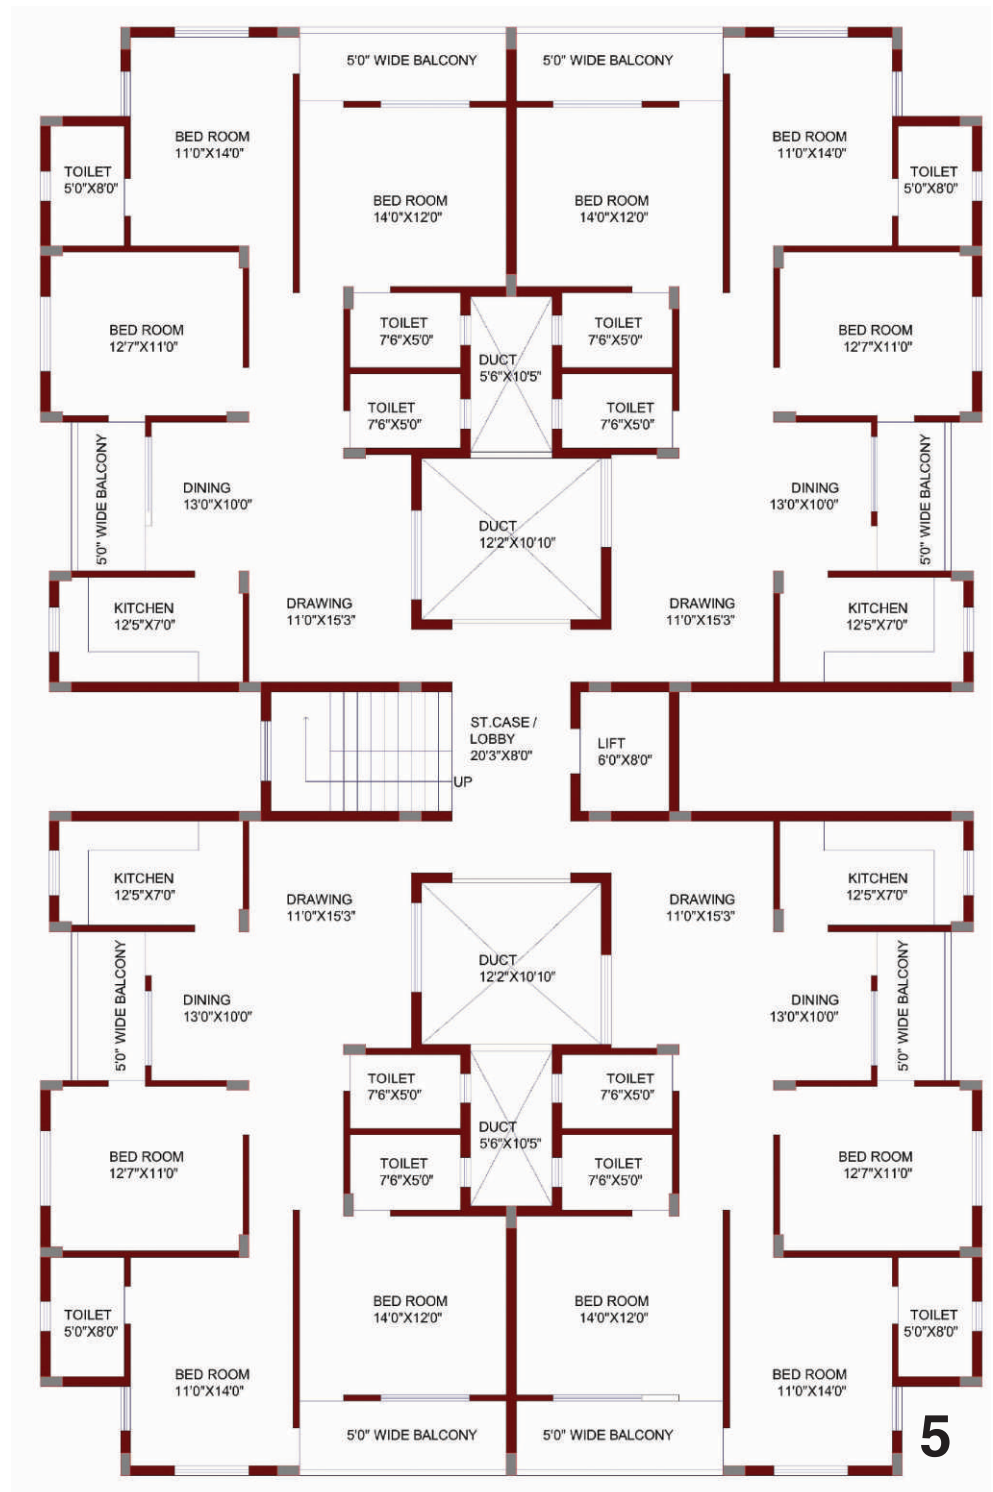 5'0" WIDE BALCONY
5'0" WIDE BALCONY
BED ROOM
11'0"X14'0"
BED ROOM
11'0"X14'0"
TOILET
5'0"X8'0"
TOILET
5'0"X8'0"
BED ROOM
14'0"X12'0"
BED ROOM
14'0"X12'0"
BED ROOM
12'7"X11'0"
TOILET
7'6"X5'0"
TOILET
7'6"X5'0"
BED ROOM
12'7"X11'0"
DUCT
5'6"X10'5"
TOILET
7'6"X5'0"
TOILET
7'6"X5'0"
5'0" WIDE BALCONY
DINING
13'0"X10'0"
DINING
13'0"X10'0"
5'0" WIDE BALCONY
DUCT
12'2"X10'10"
KITCHEN
12'5"X7'0"
DRAWING
11'0"X15'3"
DRAWING
11'0"X15'3"
KITCHEN
12'5"X7'0"
ST.CASE /
LOBBY
20'3"X8'0"
LIFT
6'0"X8'0"
UP
KITCHEN
12'5"X7'0"
DRAWING
11'0"X15'3"
DRAWING
11'0"X15'3"
KITCHEN
12'5"X7'0"
DUCT
12'2"X10'10"
5'0" WIDE BALCONY
DINING
13'0"X10'0"
DINING
13'0"X10'0"
5'0" WIDE BALCONY
TOILET
7'6"X5'0"
TOILET
7'6"X5'0"
DUCT
5'6"X10'5"
BED ROOM
12'7"X11'0"
TOILET
7'6"X5'0"
TOILET
7'6"X5'0"
BED ROOM
12'7"X11'0"
BED ROOM
14'0"X12'0"
BED ROOM
14'0"X12'0"
TOILET
5'0"X8'0"
TOILET
5'0"X8'0"
BED ROOM
11'0"X14'0"
BED ROOM
11'0"X14'0"
5'0" WIDE BALCONY
5'0" WIDE BALCONY
5